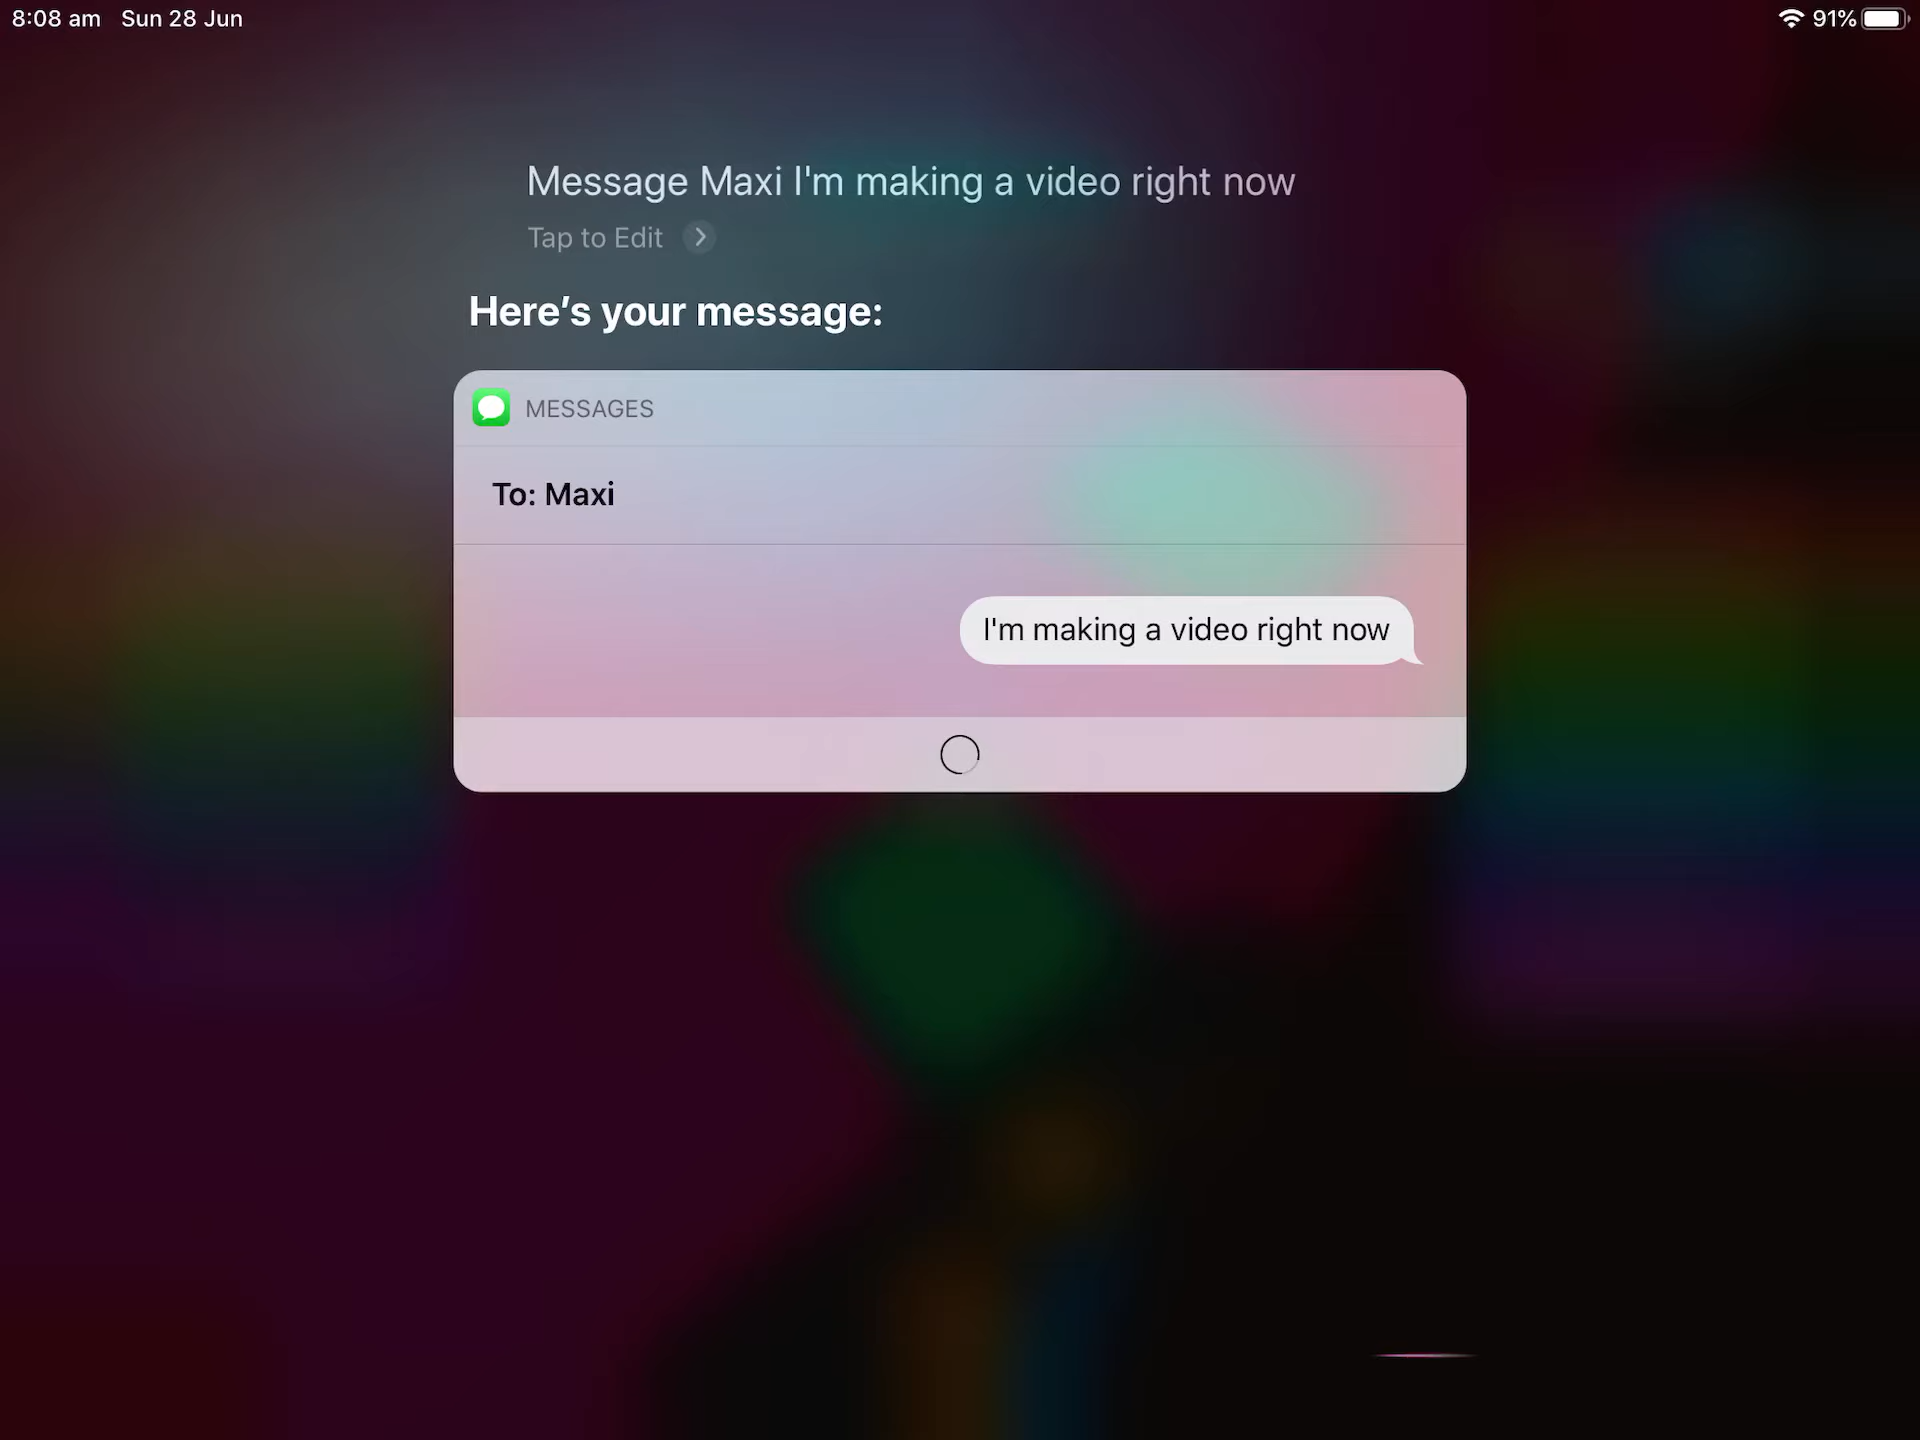 8:08 am Sun 28 Jun 91%
Message Maxi I'm making a video right now
Tap to Edit
Here’s your message:
MESSAGES
To: Maxi
I'm making a video right now